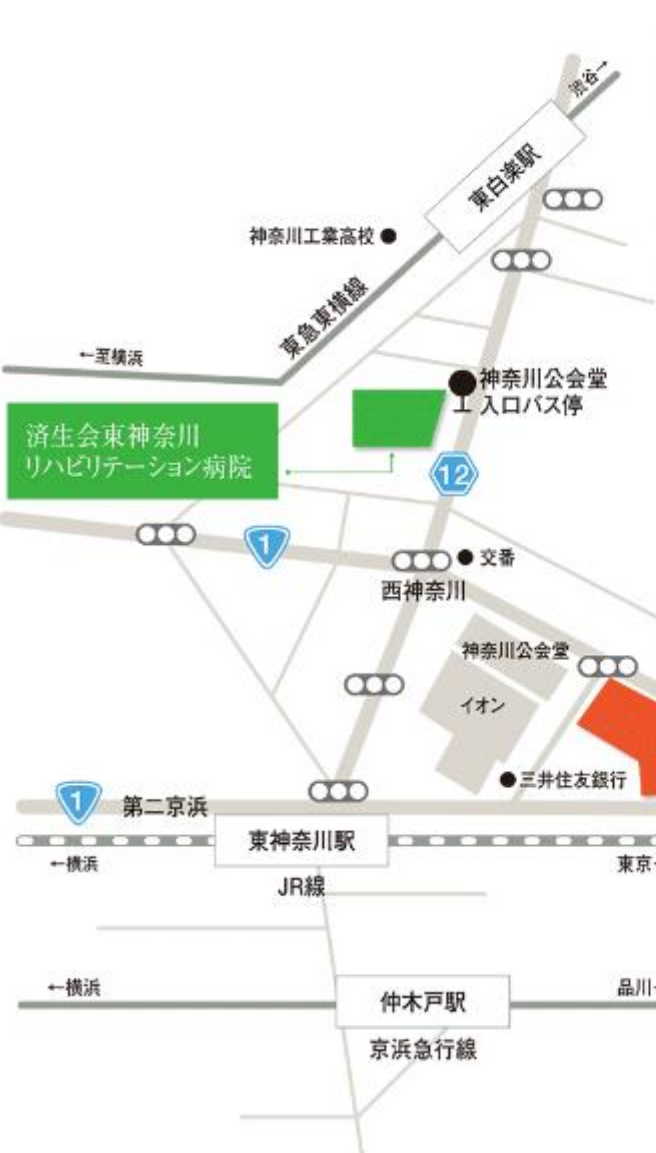 渋谷→
東白楽駅
神奈川工業高校
東急東横線
←至横浜
神奈川公会堂
入口バス停
済生会東神奈川
リハビリテーション病院
12
1
交番
西神奈川
神奈川公会堂
イオン
三井住友銀行
1
第二京浜
東神奈川駅
←横浜
東京
JR線
←横浜
仲木戸駅
品川
京浜急行線